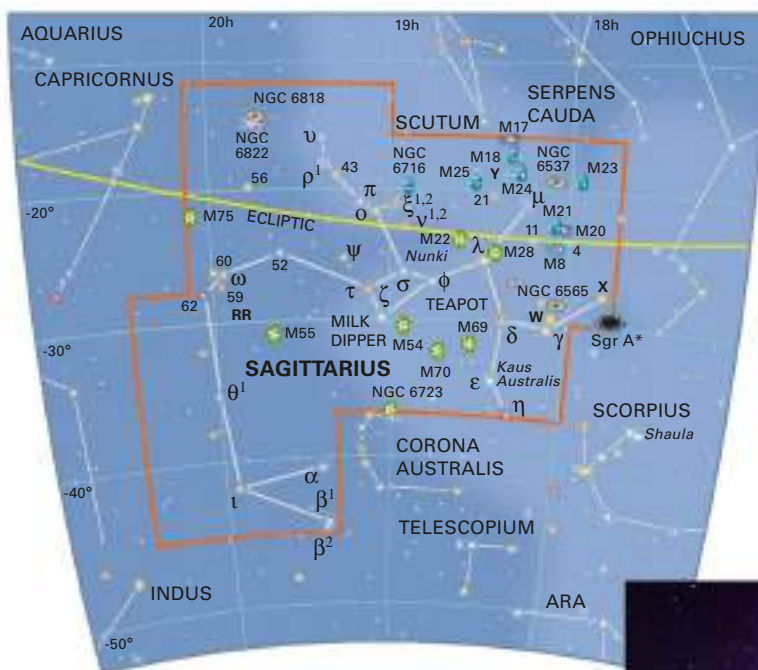 20h
19h
18h
AQUARIUS
OPHIUCHUS
CAPRICORNUS
NGC 6818
SERPENS
CAUDA
SCUTUM
M17
NGC
6822
υ
NGC
6716
M18
Y
NGC
6537
M23
ρ1
43
M25
M24
56
π
21
μ
ξ1,2
M21
-20°
M75
ECLIPTIC
ο
ν1,2
11
M20
M22
λ
M28
4
M8
Nunki
ψ
60
52
ω
τ
ζ
σ
φ
NGC 6565
X
62
59
RR
TEAPOT
W
MILK
DIPPER
δ
γ
Sgr A*
M55
M54
M69
-30°
SAGITTARIUS
M70
Kaus
Australis
ε
θ1
NGC 6723
η
SCORPIUS
Shaula
CORONA
AUSTRALIS
α
-40°
ι
β1
β2
TELESCOPIUM
INDUS
ARA
-50°